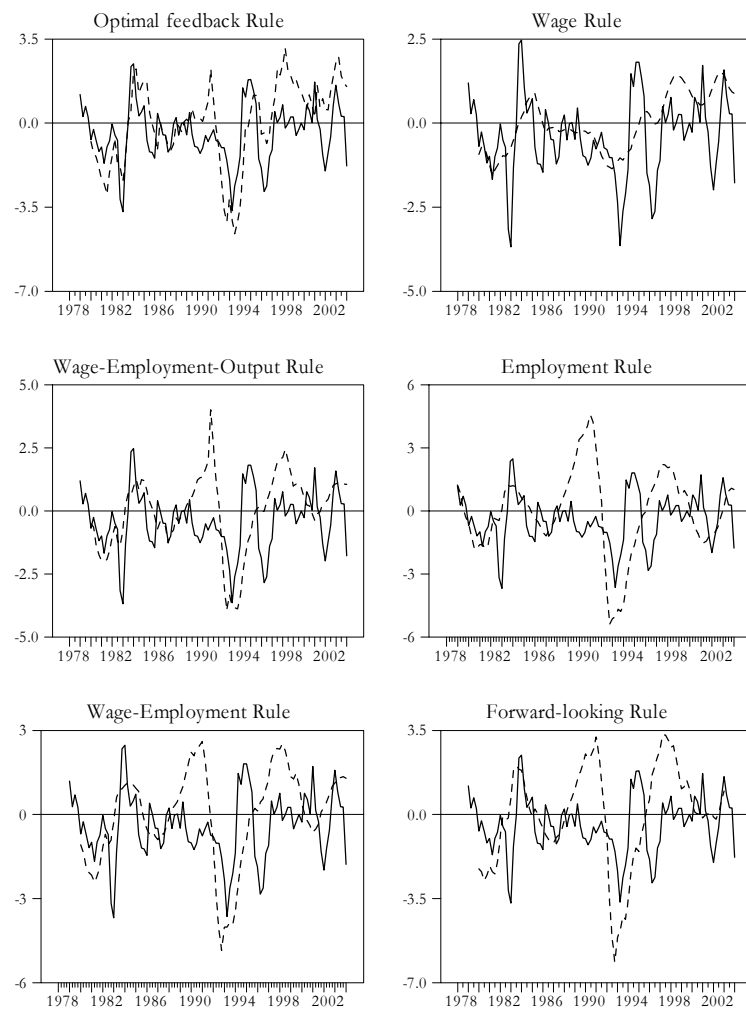 Optimal feedback Rule
3.5
0.0
-3.5
-7.0
1978 1982 1986 1990 1994 1998 2002
Wage Rule
2.5
0.0
-2.5
-5.0
1978 1982 1986 1990 1994 1998 2002
Wage-Employment-Output Rule
5.0
2.5
0.0
-2.5
-5.0
1978 1982 1986 1990 1994 1998 2002
Employment Rule
6
3
0
-3
-6
1978 1982 1986 1990 1994 1998 2002
Wage-Employment Rule
3
0
-3
-6
1978 1982 1986 1990 1994 1998 2002
Forward-looking Rule
3.5
0.0
-3.5
-7.0
1978 1982 1986 1990 1994 1998 2002